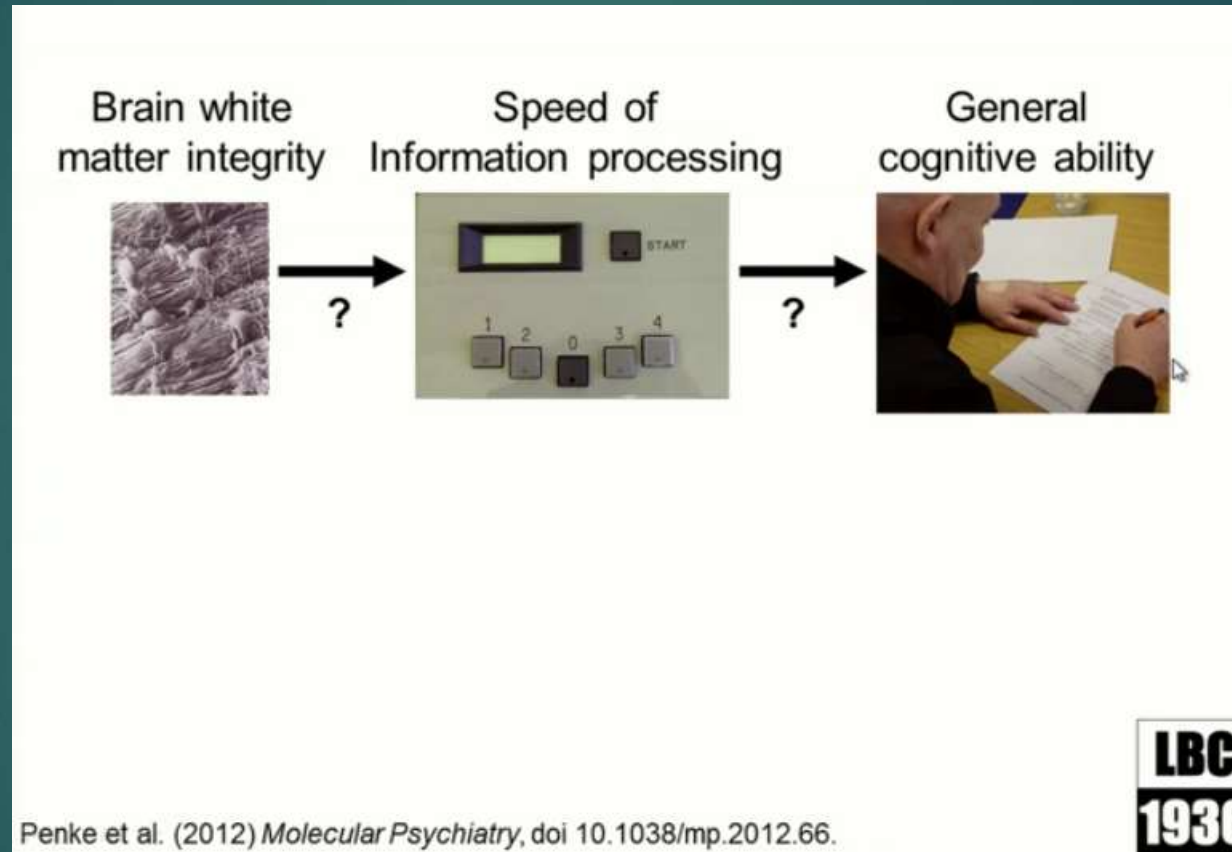 Brain white
matter integrity
Speed of
Information processing
General
cognitive ability
START
?
?
1 2 0 3 4
Penke et al. (2012) Molecular Psychiatry, doi 10.1038/mp.2012.66.
LBC
1936